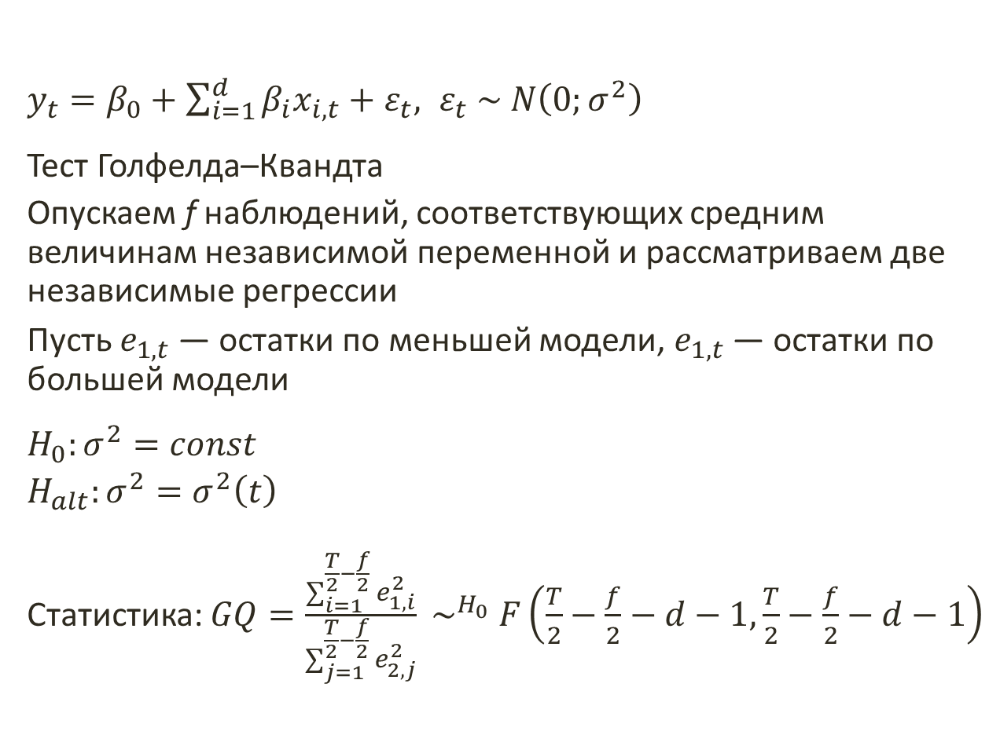 $y_t = \beta_0 + \sum_{i=1}^{d} \beta_i x_{i,t} + \varepsilon_t, \ \varepsilon_t \sim N(0; \sigma^2)$
Тест Голфелда–Квандта
Опускаем f наблюдений, соответствующих средним
величинам независимой переменной и рассматриваем две
независимые регрессии
Пусть $e_{1,t}$ — остатки по меньшей модели, $e_{1,t}$ — остатки по
большей модели
$H_0: \sigma^2 = const$
$H_{alt}: \sigma^2 = \sigma^2(t)$
Статистика: $GQ = \frac{\sum_{i=1}^{\frac{T}{2}-\frac{f}{2}} e_{1,i}^2}{\sum_{j=1}^{\frac{T}{2}-\frac{f}{2}} e_{2,j}^2} \sim^{H_0} F\left(\frac{T}{2} - \frac{f}{2} - d - 1, \frac{T}{2} - \frac{f}{2} - d - 1\right)$